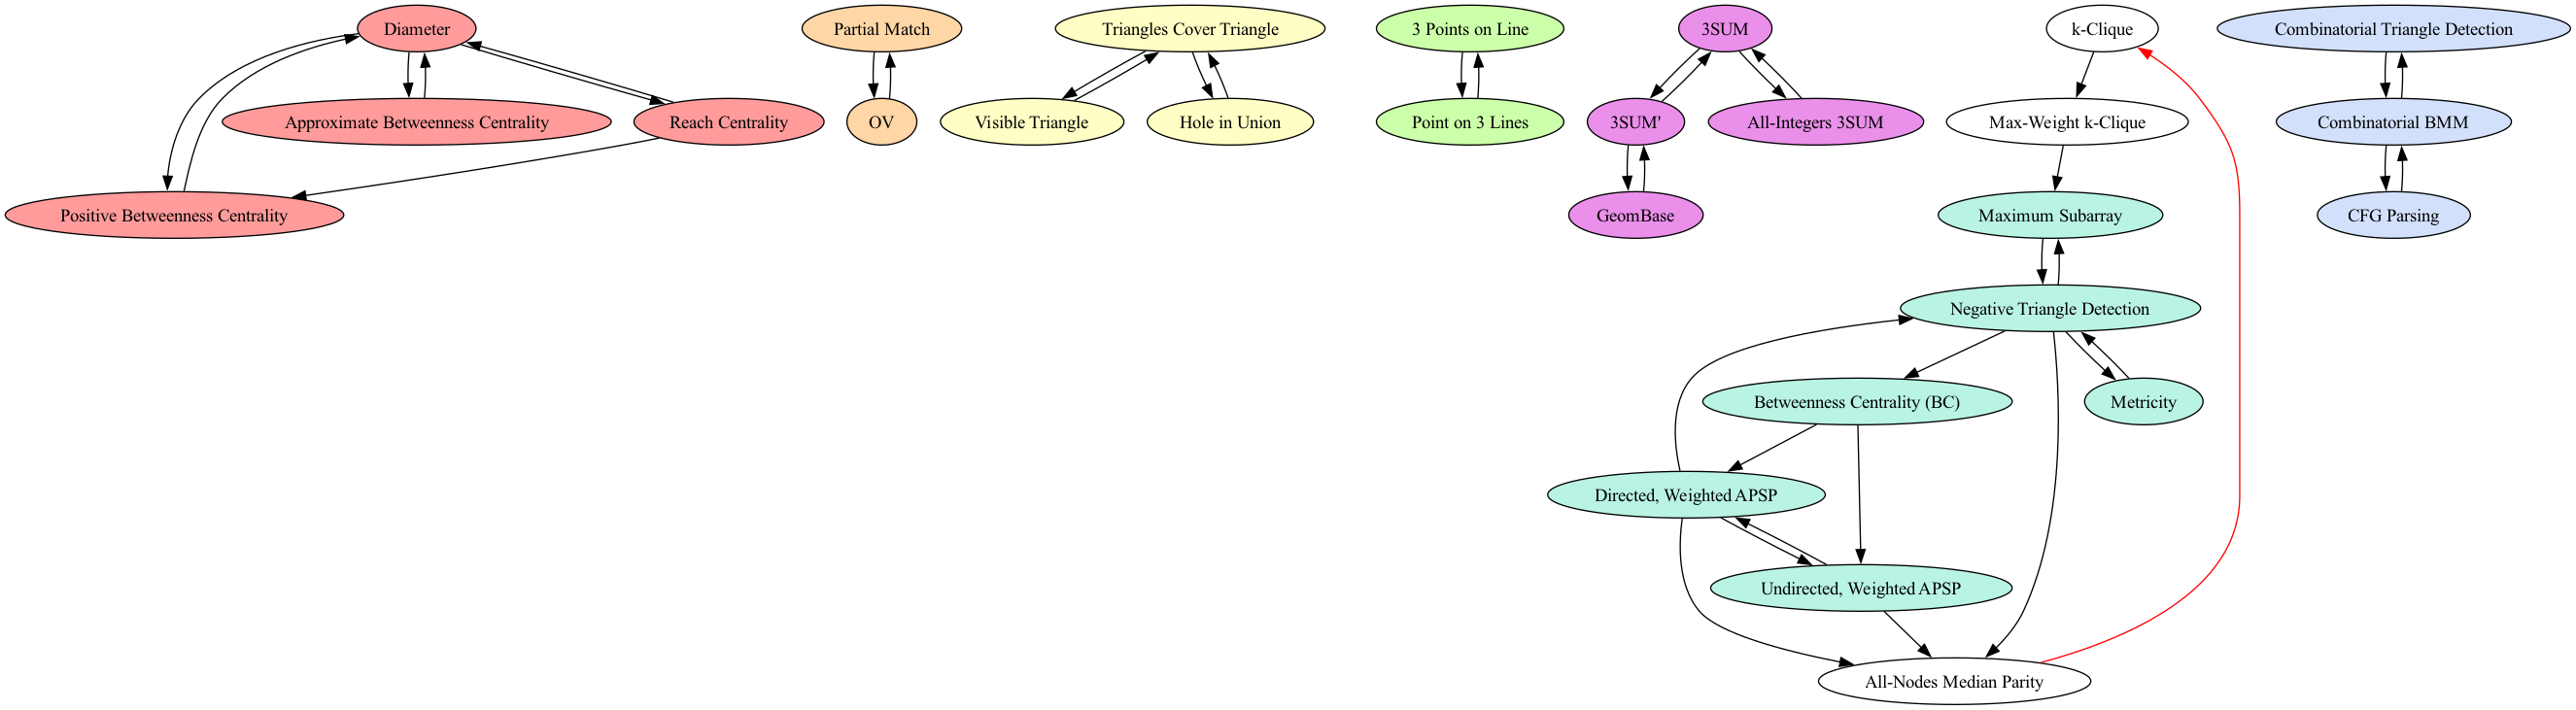 Diameter
Partial Match
Triangles Cover Triangle
3 Points on Line
3SUM
k-Clique
Combinatorial Triangle Detection
Approximate Betweenness Centrality
Reach Centrality
OV
Visible Triangle
Hole in Union
Point on 3 Lines
3SUM'
All-Integers 3SUM
Max-Weight k-Clique
Combinatorial BMM
Positive Betweenness Centrality
GeomBase
Maximum Subarray
CFG Parsing
Negative Triangle Detection
Betweenness Centrality (BC)
Metricity
Directed, Weighted APSP
Undirected, Weighted APSP
All-Nodes Median Parity